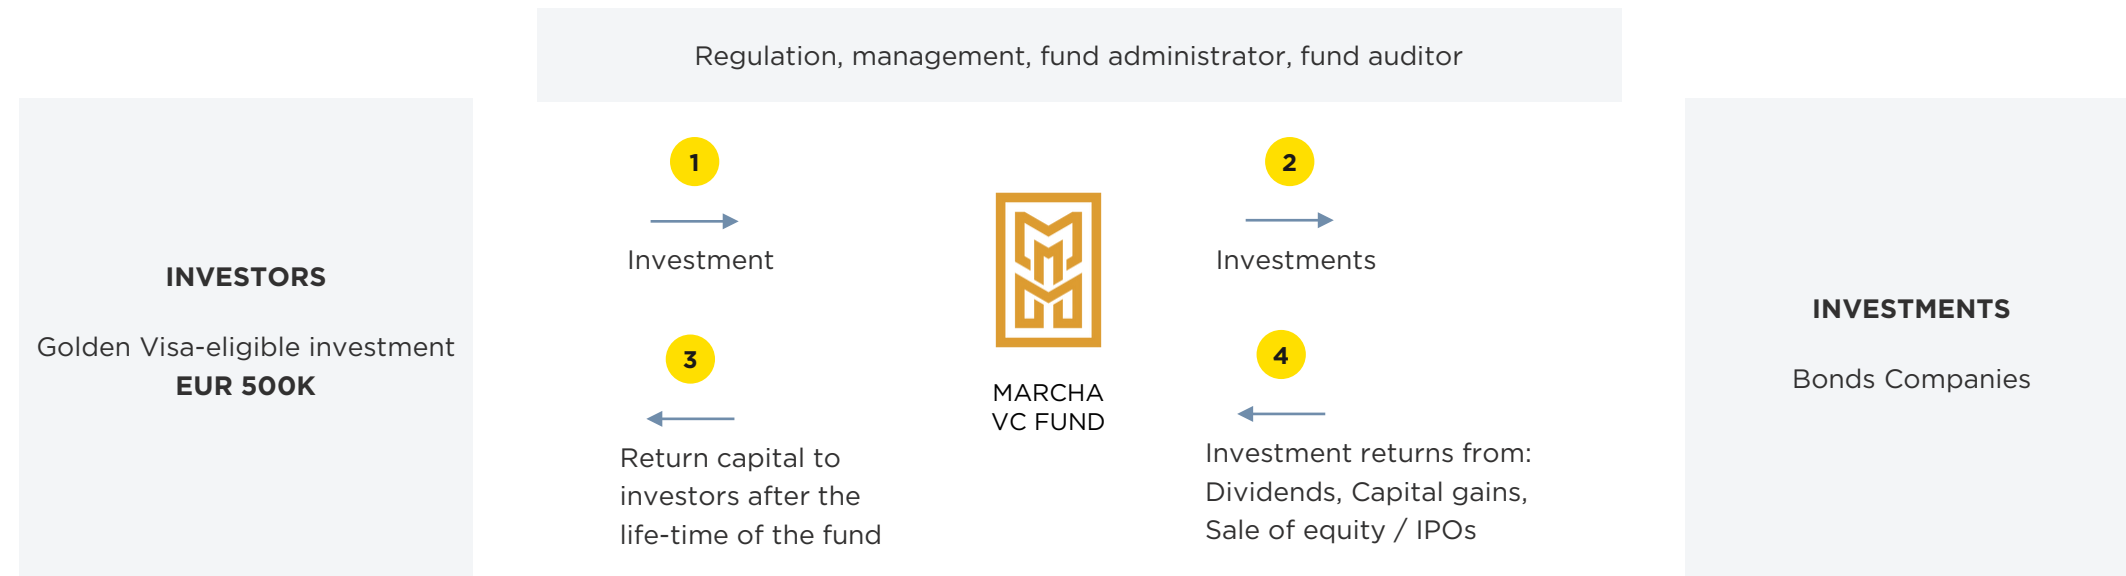 Regulation, management, fund administrator, fund auditor
INVESTORS
Golden Visa-eligible investment
EUR 500K
1
Investment
3
Return capital to
investors after the
life-time of the fund
MARCHA
VC FUND
2
Investments
4
Investment returns from:
Dividends, Capital gains,
Sale of equity / IPOs
INVESTMENTS
Bonds Companies